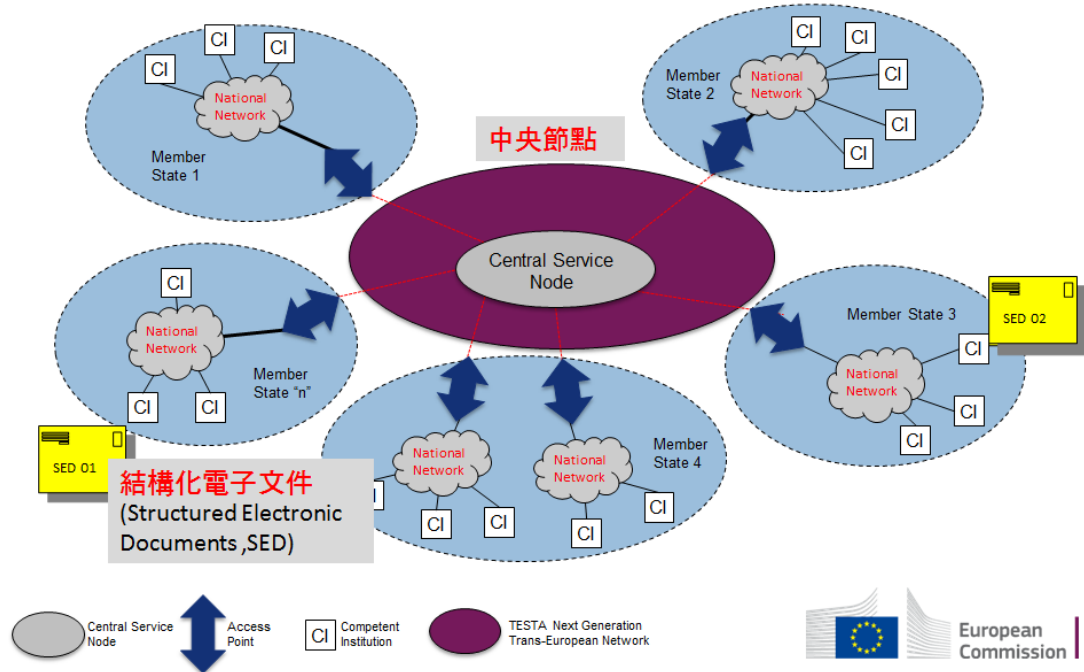 CI
CI
CI
National
Network
Member
State 1
CI
CI
CI
CI
CI
National
Network
Member
State 2
中央節點
Central Service
Node
CI
National
Network
CI
CI
Member
State “n”
SED 01
結構化電子文件
(Structured Electronic
Documents ,SED)
National
Network
CI
CI
CI
National
Network
CI
CI
Member
State 4
Member State 3
National
Network
CI
CI
CI
SED 02
Central Service
Node
Access
Point
CI
Competent
Institution
TESTA Next Generation
Trans-European Network
European
Commission